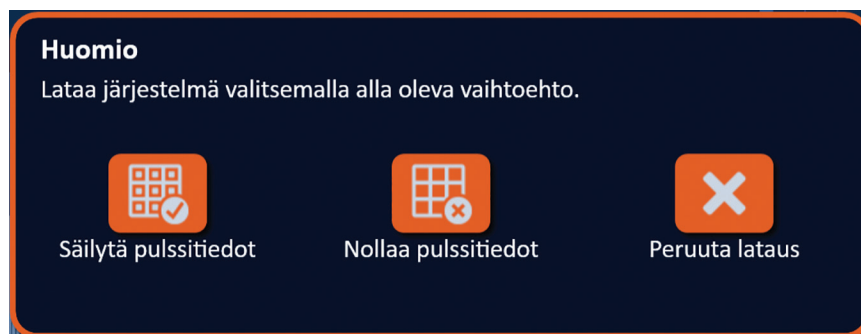 Huomio
Lataa järjestelmä valitsemalla alla oleva vaihtoehto.
Säilytä pulssitiedot
Nollaa pulssitiedot
Peruuta lataus